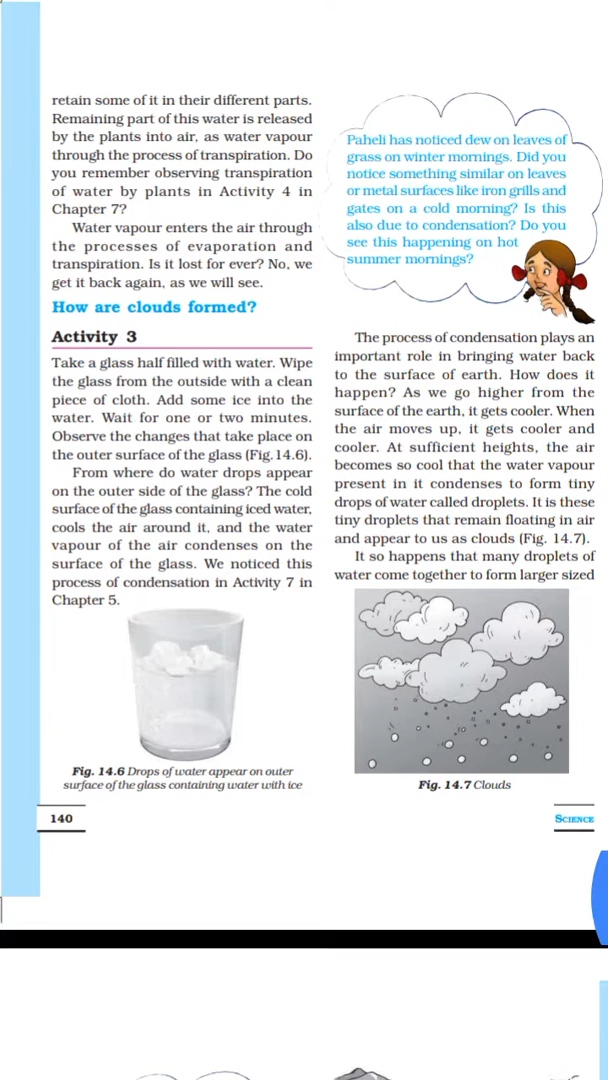 retain some of it in their different parts.
Remaining part of this water is released
by the plants into air, as water vapour
through the process of transpiration. Do
you remember observing transpiration
of water by plants in Activity 4 in
Chapter 7?
Water vapour enters the air through
the processes of evaporation and
transpiration. Is it lost for ever? No, we
get it back again, as we will see.
How are clouds formed?
Activity 3
Take a glass half filled with water. Wipe
the glass from the outside with a clean
piece of cloth. Add some ice into the
water. Wait for one or two minutes.
Observe the changes that take place on
the outer surface of the glass (Fig.14.6).
From where do water drops appear
on the outer side of the glass? The cold
surface of the glass containing iced water,
cools the air around it, and the water
vapour of the air condenses on the
surface of the glass. We noticed this
process of condensation in Activity 7 in
Chapter 5.
Fig. 14.6 Drops of water appear on outer
surface of the glass containing water with ice
Paheli has noticed dew on leaves of
grass on winter mornings. Did you
notice something similar on leaves
or metal surfaces like iron grills and
gates on a cold morning? Is this
also due to condensation? Do you
see this happening on hot
summer mornings?
The process of condensation plays an
important role in bringing water back
to the surface of earth. How does it
happen? As we go higher from the
surface of the earth, it gets cooler. When
the air moves up, it gets cooler and
cooler. At sufficient heights, the air
becomes so cool that the water vapour
present in it condenses to form tiny
drops of water called droplets. It is these
tiny droplets that remain floating in air
and appear to us as clouds (Fig. 14.7).
It so happens that many droplets of
water come together to form larger sized
Fig. 14.7 Clouds
140
SCIENCE